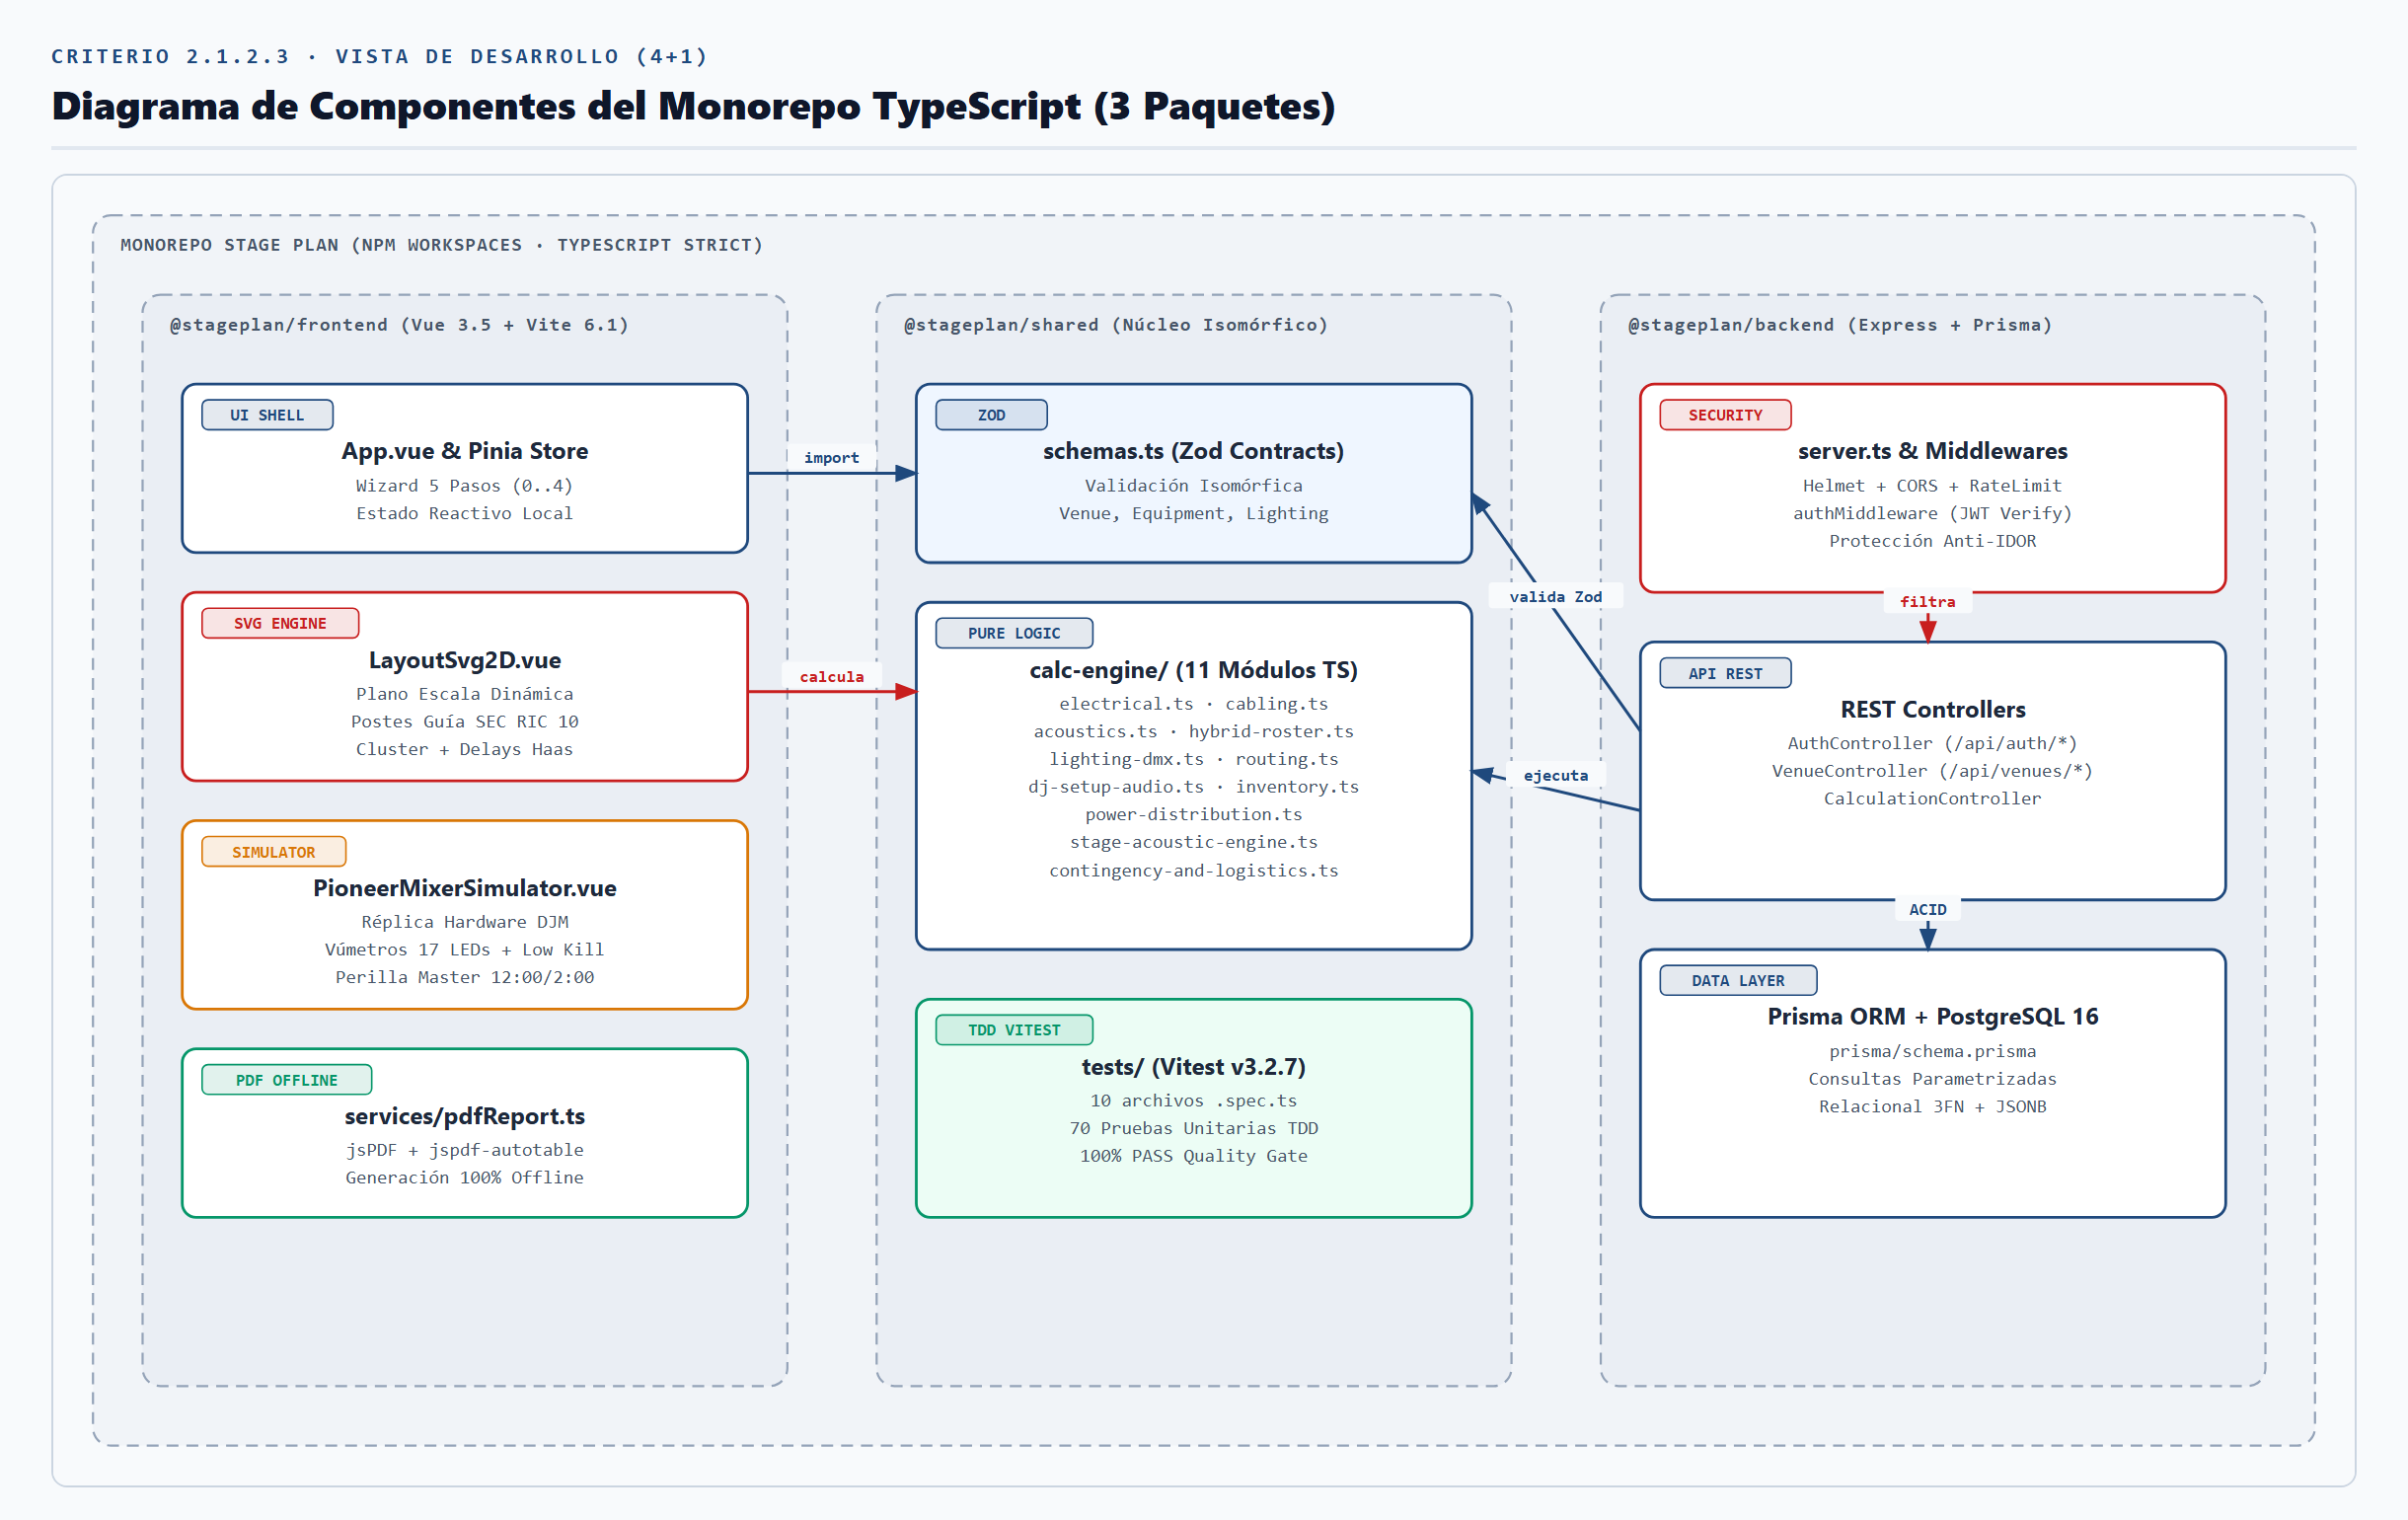 CRITERIO 2.1.2.3 · VISTA DE DESARROLLO (4+1)
Diagrama de Componentes del Monorepo TypeScript (3 Paquetes)
MONOREPO STAGE PLAN (NPM WORKSPACES · TYPESCRIPT STRICT)
@stageplan/frontend (Vue 3.5 + Vite 6.1)
UI SHELL
App.vue & Pinia Store
Wizard 5 Pasos (0..4)
Estado Reactivo Local
SVG ENGINE
LayoutSvg2D.vue
Plano Escala Dinámica
Postes Guía SEC RIC 10
Cluster + Delays Haas
SIMULATOR
PioneerMixerSimulator.vue
Réplica Hardware DJM
Vúmetros 17 LEDs + Low Kill
Perilla Master 12:00/2:00
PDF OFFLINE
services/pdfReport.ts
jsPDF + jspdf-autotable
Generación 100% Offline
import
calcula
@stageplan/shared (Núcleo Isomórfico)
ZOD
schemas.ts (Zod Contracts)
Validación Isomórfica
Venue, Equipment, Lighting
PURE LOGIC
calc-engine/ (11 Módulos TS)
electrical.ts · cabling.ts
acoustics.ts · hybrid-roster.ts
lighting-dmx.ts · routing.ts
dj-setup-audio.ts · inventory.ts
power-distribution.ts
stage-acoustic-engine.ts
contingency-and-logistics.ts
TDD VITEST
tests/ (Vitest v3.2.7)
10 archivos .spec.ts
70 Pruebas Unitarias TDD
100% PASS Quality Gate
valida Zod
ejecuta
@stageplan/backend (Express + Prisma)
SECURITY
server.ts & Middlewares
Helmet + CORS + RateLimit
authMiddleware (JWT Verify)
Protección Anti-IDOR
filtra
API REST
REST Controllers
AuthController (/api/auth/*)
VenueController (/api/venues/*)
CalculationController
ACID
DATA LAYER
Prisma ORM + PostgreSQL 16
prisma/schema.prisma
Consultas Parametrizadas
Relacional 3FN + JSONB